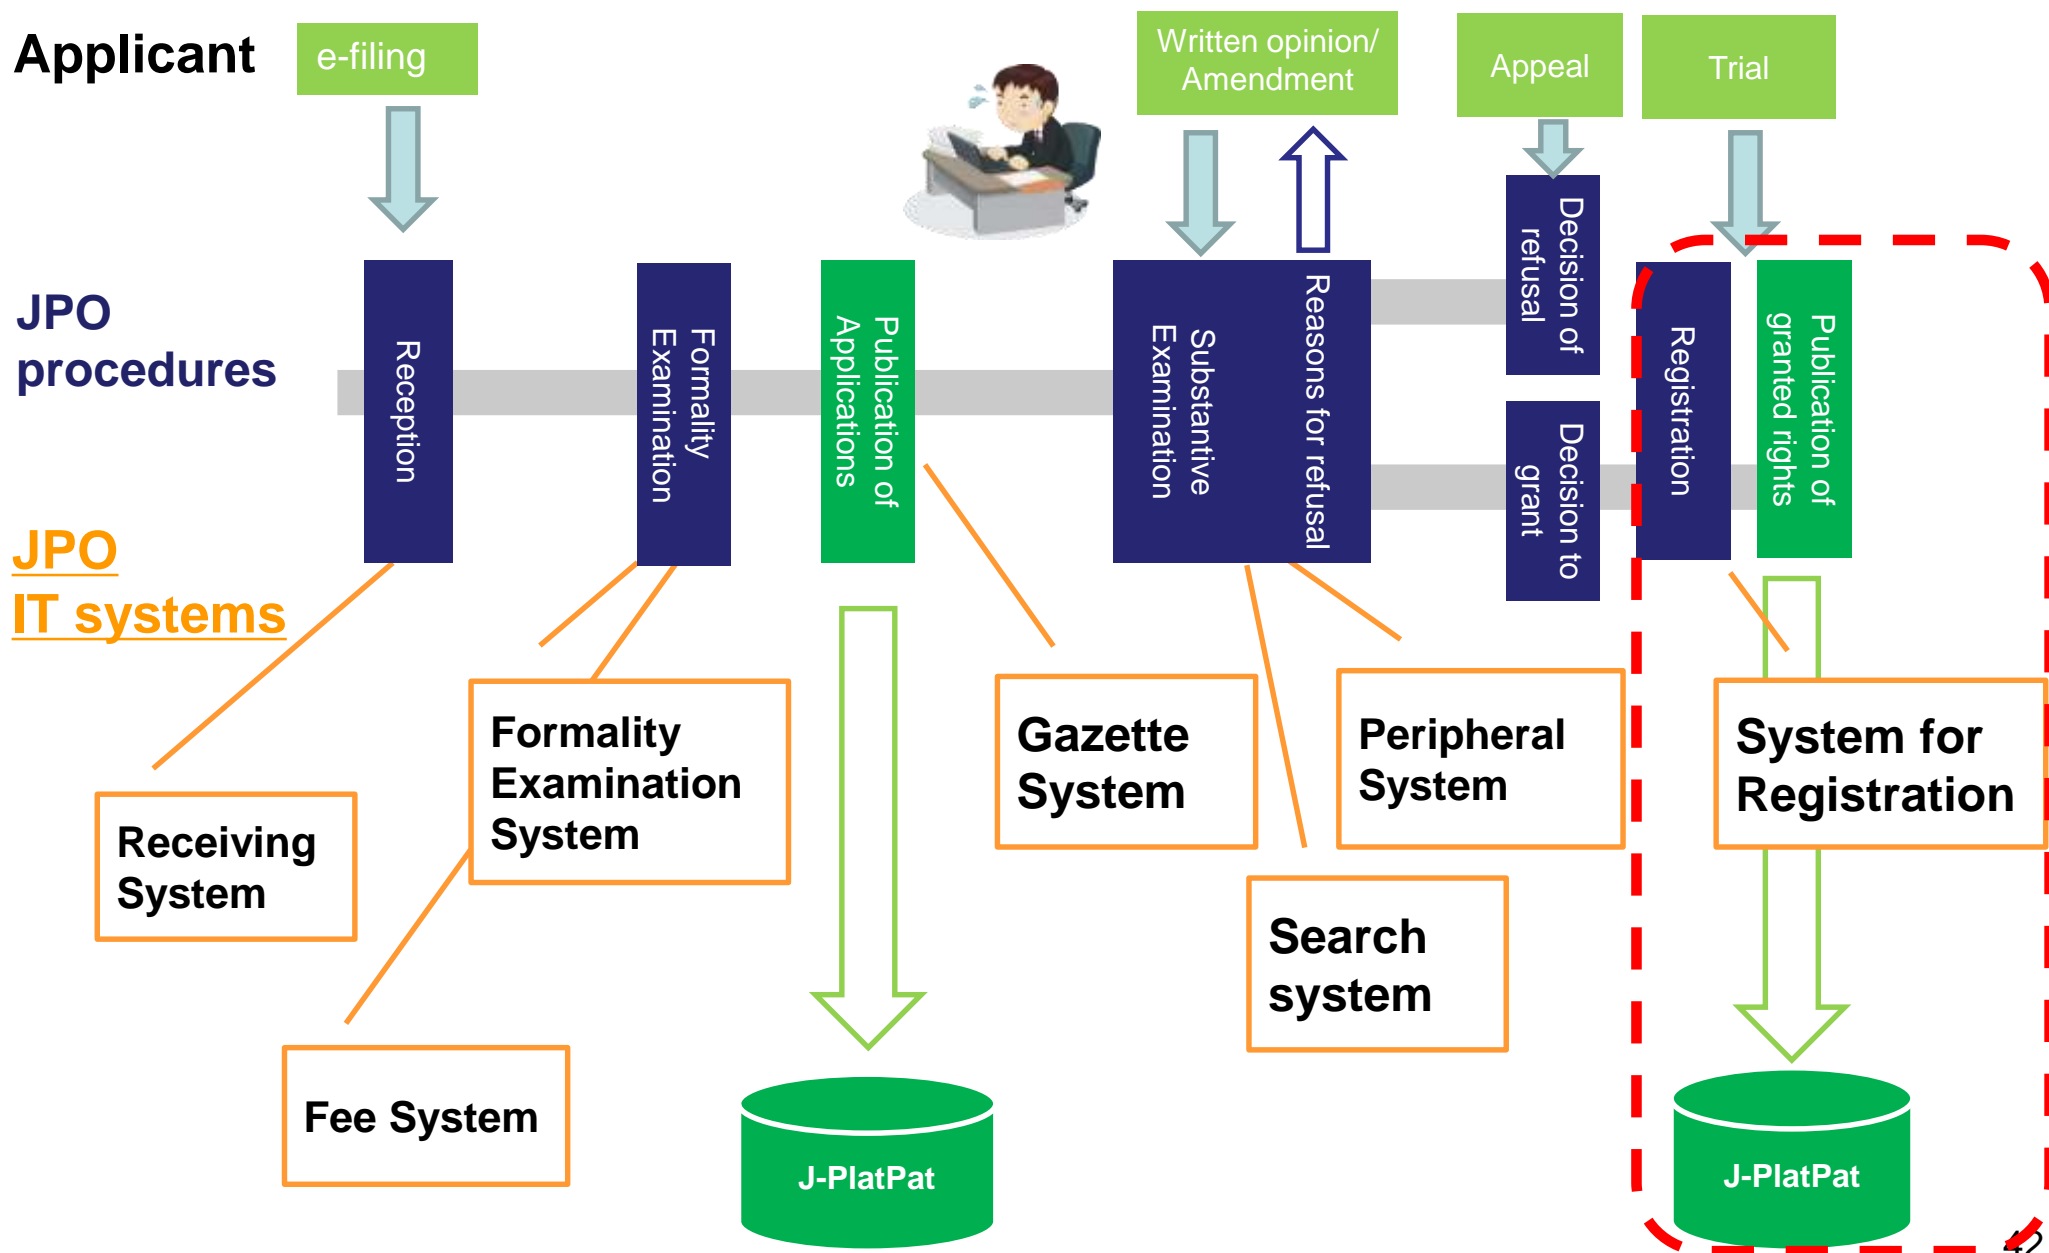 Applicant
e-filing
Written opinion/
Amendment
Appeal
Trial
JPO
procedures
Reception
Formality
Examination
Publication of
Applications
Substantive
Examination
Reasons for refusal
Decision of
refusal
Decision to
grant
Registration
Publication of
granted rights
JPO
IT systems
Receiving
System
Formality
Examination
System
Fee System
Gazette
System
Peripheral
System
Search
system
System for
Registration
J-PlatPat
J-PlatPat
42